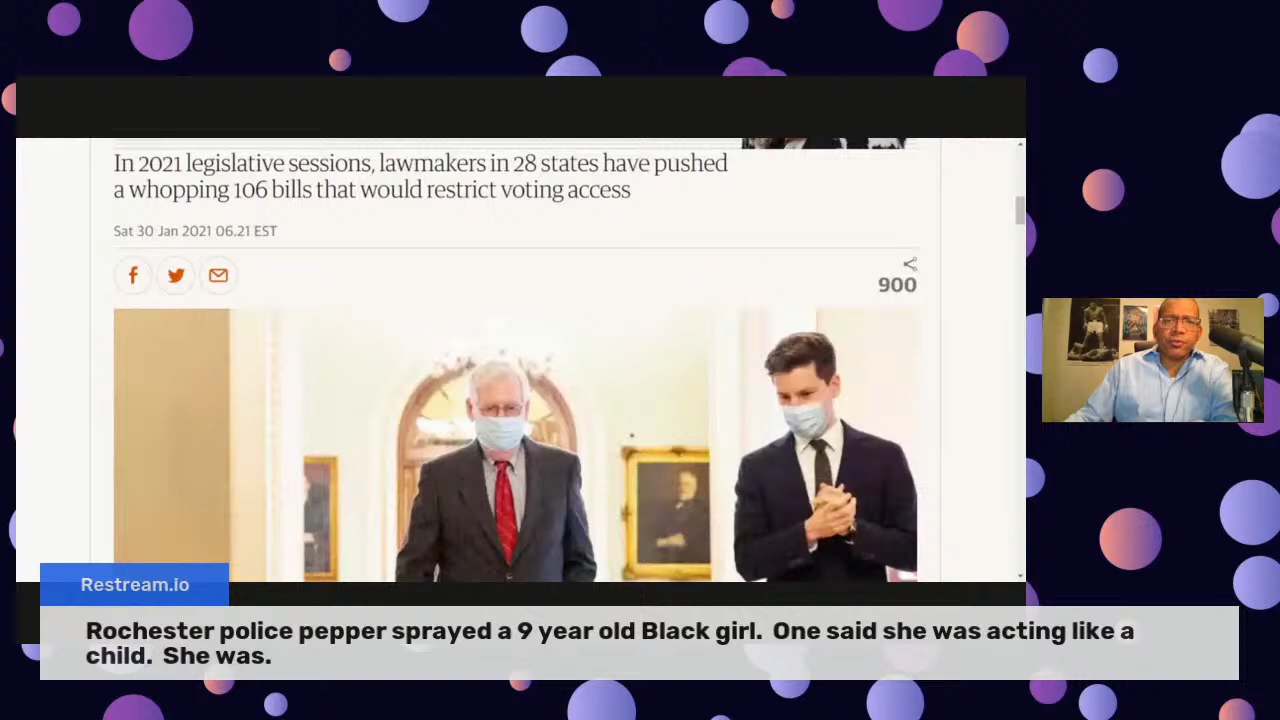 In 2021 legislative sessions, lawmakers in 28 states have pushed
a whopping 106 bills that would restrict voting access
Sat 30 Jan 2021 06.21 EST
900
Restream.io
Rochester police pepper sprayed a 9 year old Black girl.  One said she was acting like a
child.  She was.